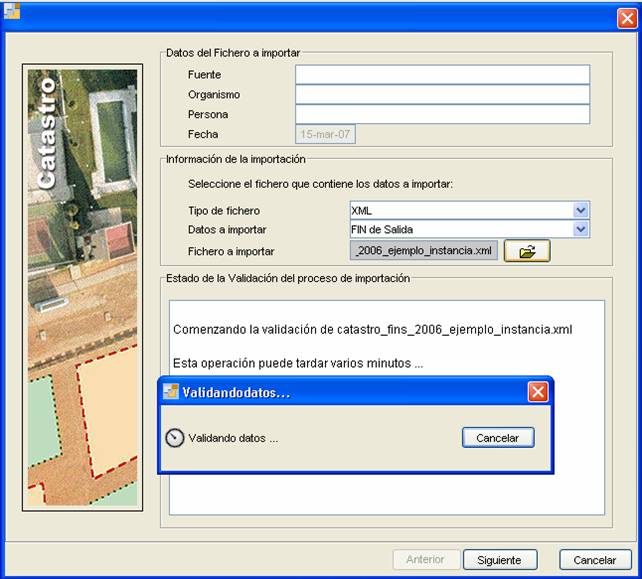 Catastro
Datos del Fichero a importar
Fuente
Organismo
Persona
Fecha 15-mar-07
Información de la importación
Seleccione el fichero que contiene los datos a importar:
Tipo de fichero XML
Datos a importar FIN de Salida
Fichero a importar _2006_ejemplo_instancia.xml
Estado de la Validación del proceso de importación
Comenzando la validación de catastro_fins_2006_ejemplo_instancia.xml
Esta operación puede tardar varios minutos ...
Validandodatos...
Validando datos ... Cancelar
Anterior Siguiente Cancelar